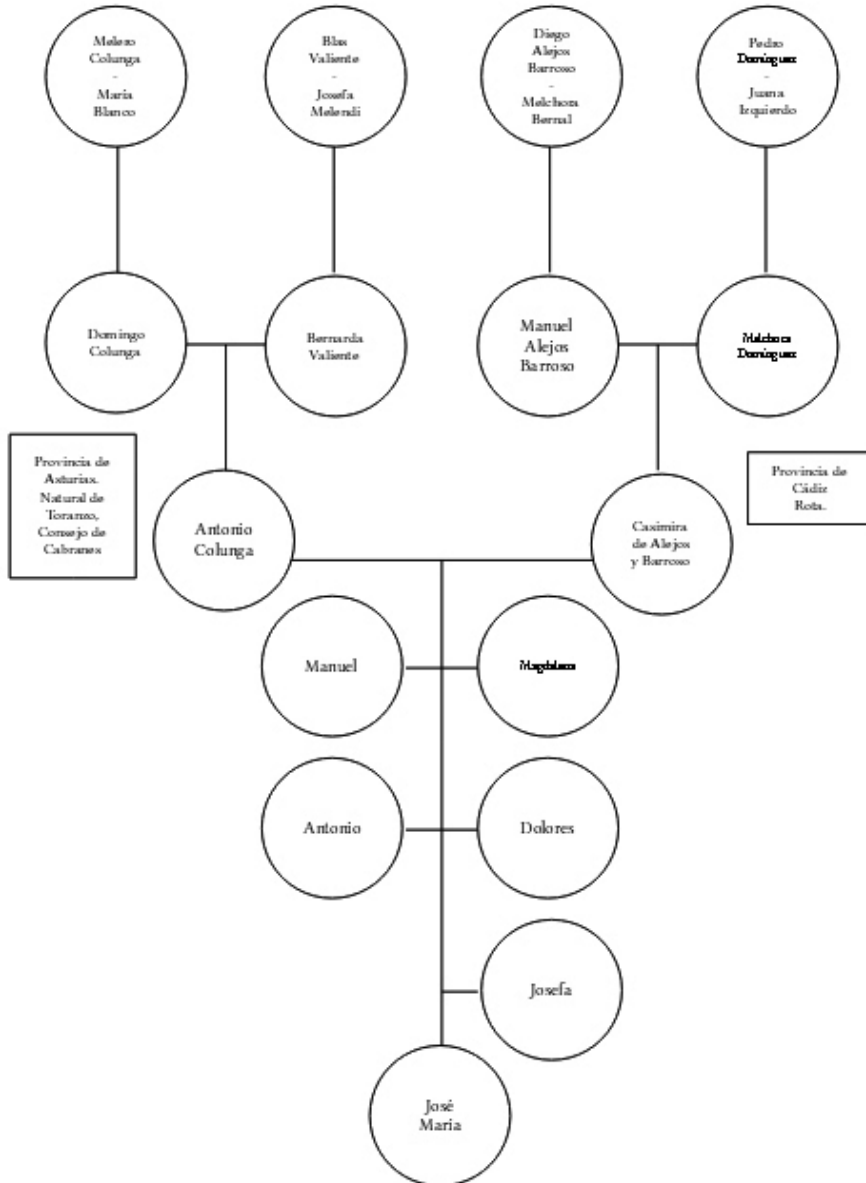 Melero
Colunga
-
María
Blanco
Blas
Valiente
-
Josefa
Melendi
Diego
Alejos
Barroso
-
Melchora
Bernal
Pedro
Domínguez
-
Juana
Izquierdo
Domingo
Colunga
Bernarda
Valiente
Manuel
Alejos
Barroso
Melchora
Domínguez
Provincia de
Asturias.
Natural de
Toranzo,
Consejo de
Cabranes
Antonio
Colunga
Casimira
de Alejos
y Barroso
Provincia de
Cádiz
Rota.
Manuel
Magdalena
Antonio
Dolores
Josefa
José
María